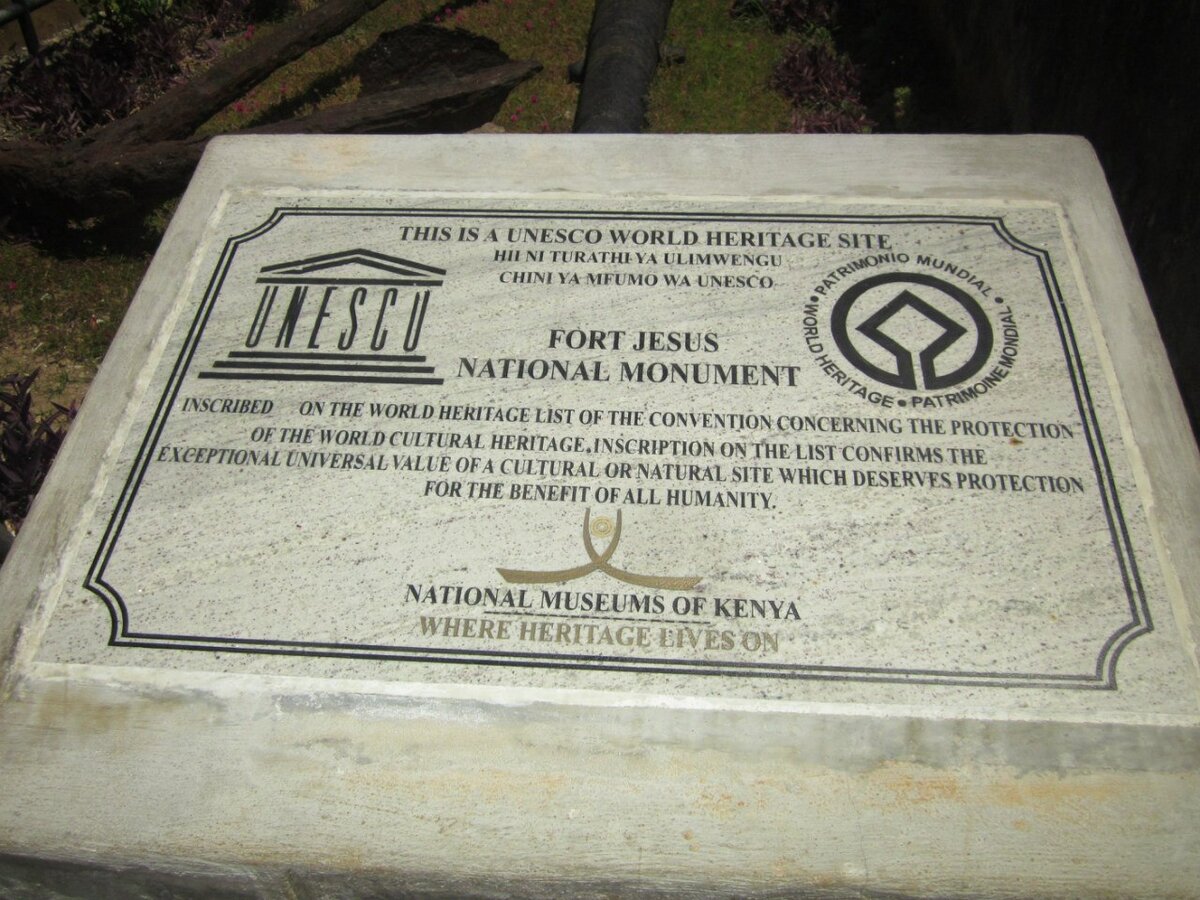 THIS IS A UNESCO WORLD HERITAGE SITE
HII NI TURATHI YA ULIMWENGU
CHINI YA MFUMO WA UNESCO
UNESCO
PATRIMONIO MUNDIAL • WORLD HERITAGE • PATRIMOINE MONDIAL •
FORT JESUS
NATIONAL MONUMENT
INSCRIBED ON THE WORLD HERITAGE LIST OF THE CONVENTION CONCERNING THE PROTECTION
OF THE WORLD CULTURAL HERITAGE. INSCRIPTION ON THE LIST CONFIRMS THE
EXCEPTIONAL UNIVERSAL VALUE OF A CULTURAL OR NATURAL SITE WHICH DESERVES PROTECTION
FOR THE BENEFIT OF ALL HUMANITY.
NATIONAL MUSEUMS OF KENYA
WHERE HERITAGE LIVES ON